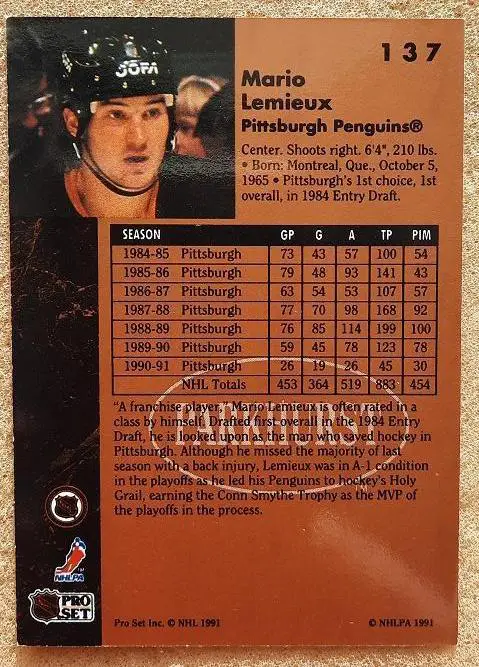 137
JOFA
Mario
Lemieux
Pittsburgh Penguins®
Center. Shoots right. 6'4", 210 lbs.
• Born: Montreal, Que., October 5,
1965 • Pittsburgh's 1st choice, 1st
overall, in 1984 Entry Draft.
SEASON GP G A TP PIM
1984-85 Pittsburgh 73 43 57 100 54
1985-86 Pittsburgh 79 48 93 141 43
1986-87 Pittsburgh 63 54 53 107 57
1987-88 Pittsburgh 77 70 98 168 92
1988-89 Pittsburgh 76 85 114 199 100
1989-90 Pittsburgh 59 45 78 123 78
1990-91 Pittsburgh 26 19 26 45 30
NHL Totals 453 364 519 883 454
PARKHURST
"A franchise player," Mario Lemieux is often rated in a
class by himself. Drafted first overall in the 1984 Entry
Draft, he is looked upon as the man who saved hockey in
Pittsburgh. Although he missed the majority of last
season with a back injury, Lemieux was in A-1 condition
in the playoffs as he led his Penguins to hockey's Holy
Grail, earning the Conn Smythe Trophy as the MVP of
the playoffs in the process.
NHLPA
PRO
SET
Pro Set Inc. © NHL 1991
© NHLPA 1991